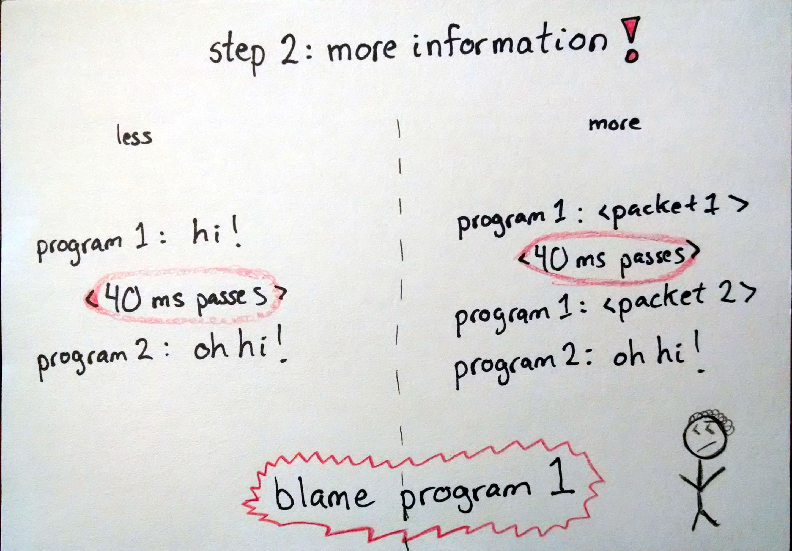 step 2: more information!
less
program 1: hi!
<40 ms passes>
program 2: oh hi!
more
program 1: <packet 1>
<40 ms passes>
program 1: <packet 2>
program 2: oh hi!
blame program 1